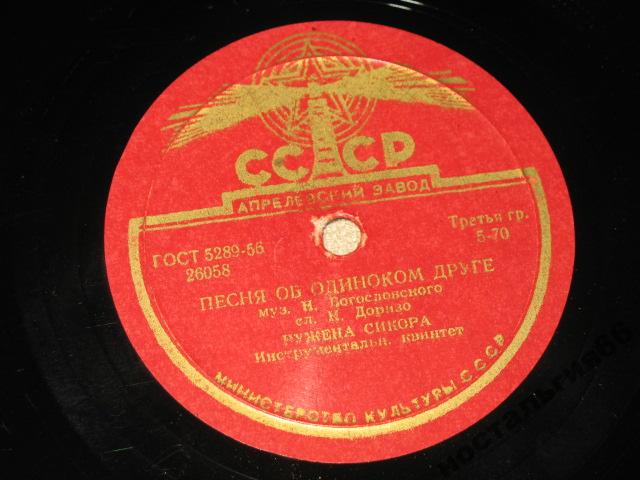 СССР
АПРЕЛЕВСКИЙ ЗАВОД
ГОСТ 5289-56
26058
Третья гр.
5-70
ПЕСНЯ ОБ ОДИНОКОМ ДРУГЕ
муз. Н. Богословского
сл. Н. Доризо
РУЖЕНА СИКОРА
Инструментальн. квинтет
МИНИСТЕРСТВО КУЛЬТУРЫ СССР
ностальгия66